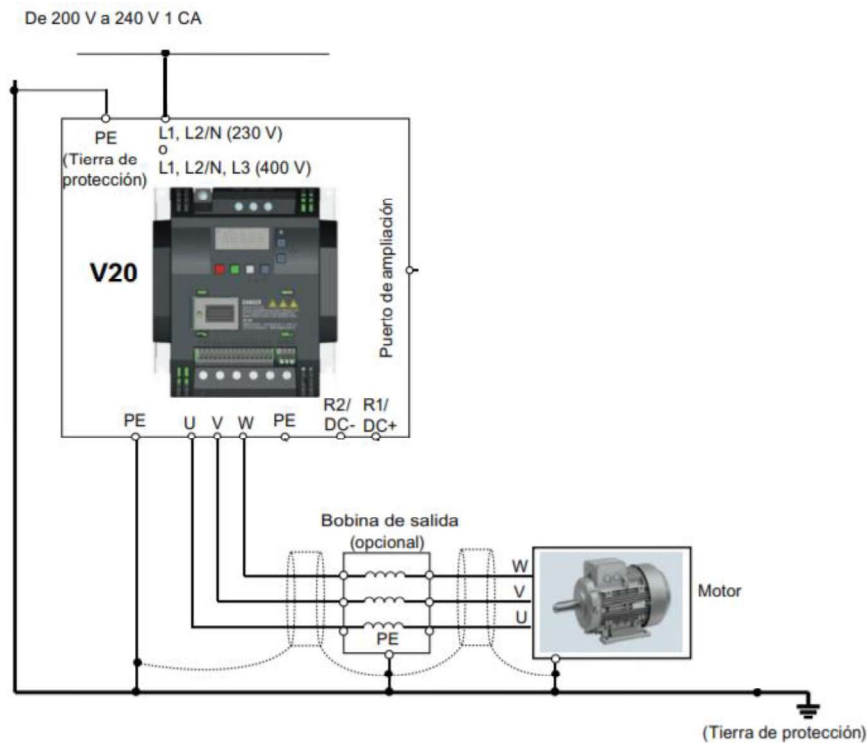 De 200 V a 240 V 1 CA
PE
(Tierra de
protección)
L1, L2/N (230 V)
o
L1, L2/N, L3 (400 V)
V20
Puerto de ampliación
PE
U
V
W
PE
R2/
DC-
R1/
DC+
Bobina de salida
(opcional)
W
V
U
PE
Motor
(Tierra de protección)